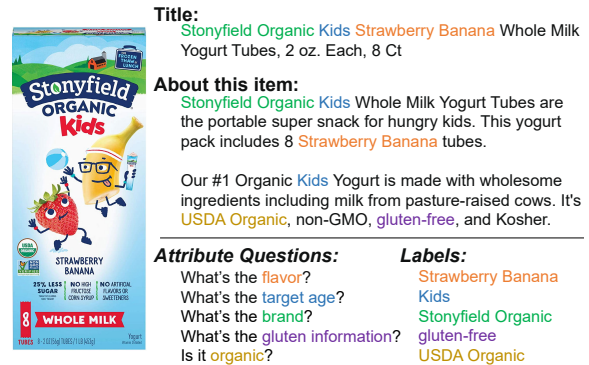 Title:
Stonyfield Organic Kids Strawberry Banana Whole Milk
Yogurt Tubes, 2 oz. Each, 8 Ct
About this item:
Stonyfield Organic Kids Whole Milk Yogurt Tubes are
the portable super snack for hungry kids. This yogurt
pack includes 8 Strawberry Banana tubes.
Our #1 Organic Kids Yogurt is made with wholesome
ingredients including milk from pasture-raised cows. It's
USDA Organic, non-GMO, gluten-free, and Kosher.
Attribute Questions:
What's the flavor?
What's the target age?
What's the brand?
What's the gluten information?
Is it organic?
Labels:
Strawberry Banana
Kids
Stonyfield Organic
gluten-free
USDA Organic
Stonyfield
ORGANIC
Kids
USDA
ORGANIC
STRAWBERRY
BANANA
25% LESS
SUGAR
NO HIGH
FRUCTOSE
CORN SYRUP
NO ARTIFICIAL
FLAVORS OR
SWEETENERS
8
TUBES
WHOLE MILK
Yogurt